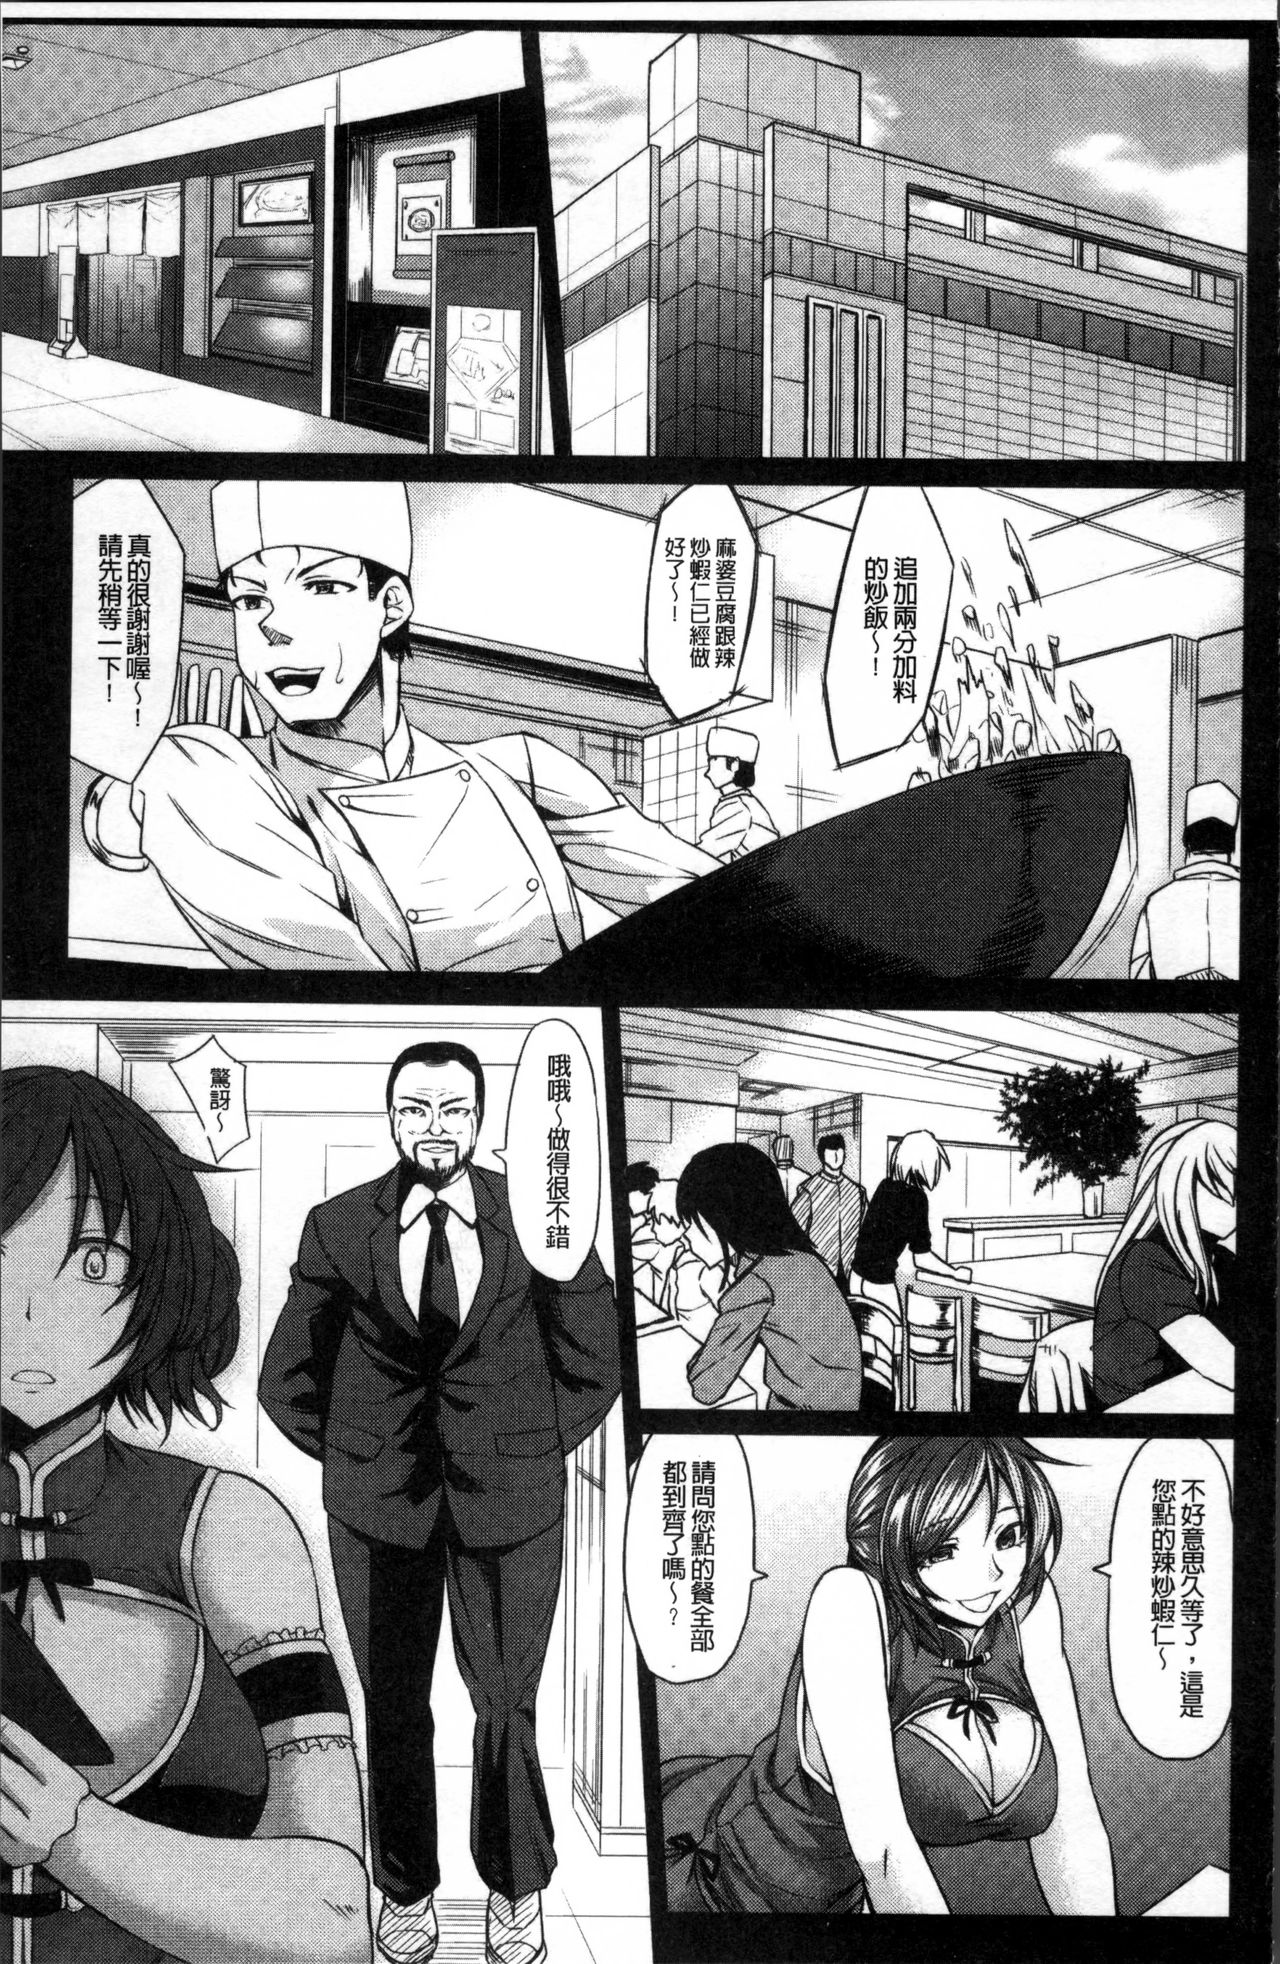 追加兩分加料
的炒飯～！
麻婆豆腐跟辣
炒蝦仁已經做
好了～！
真的很謝謝喔～！
請先稍等一下！
不好意思久等了，這是
您點的辣炒蝦仁～
請問您點的餐全部
都到齊了嗎～？
哦哦～做得很不錯
驚訝～